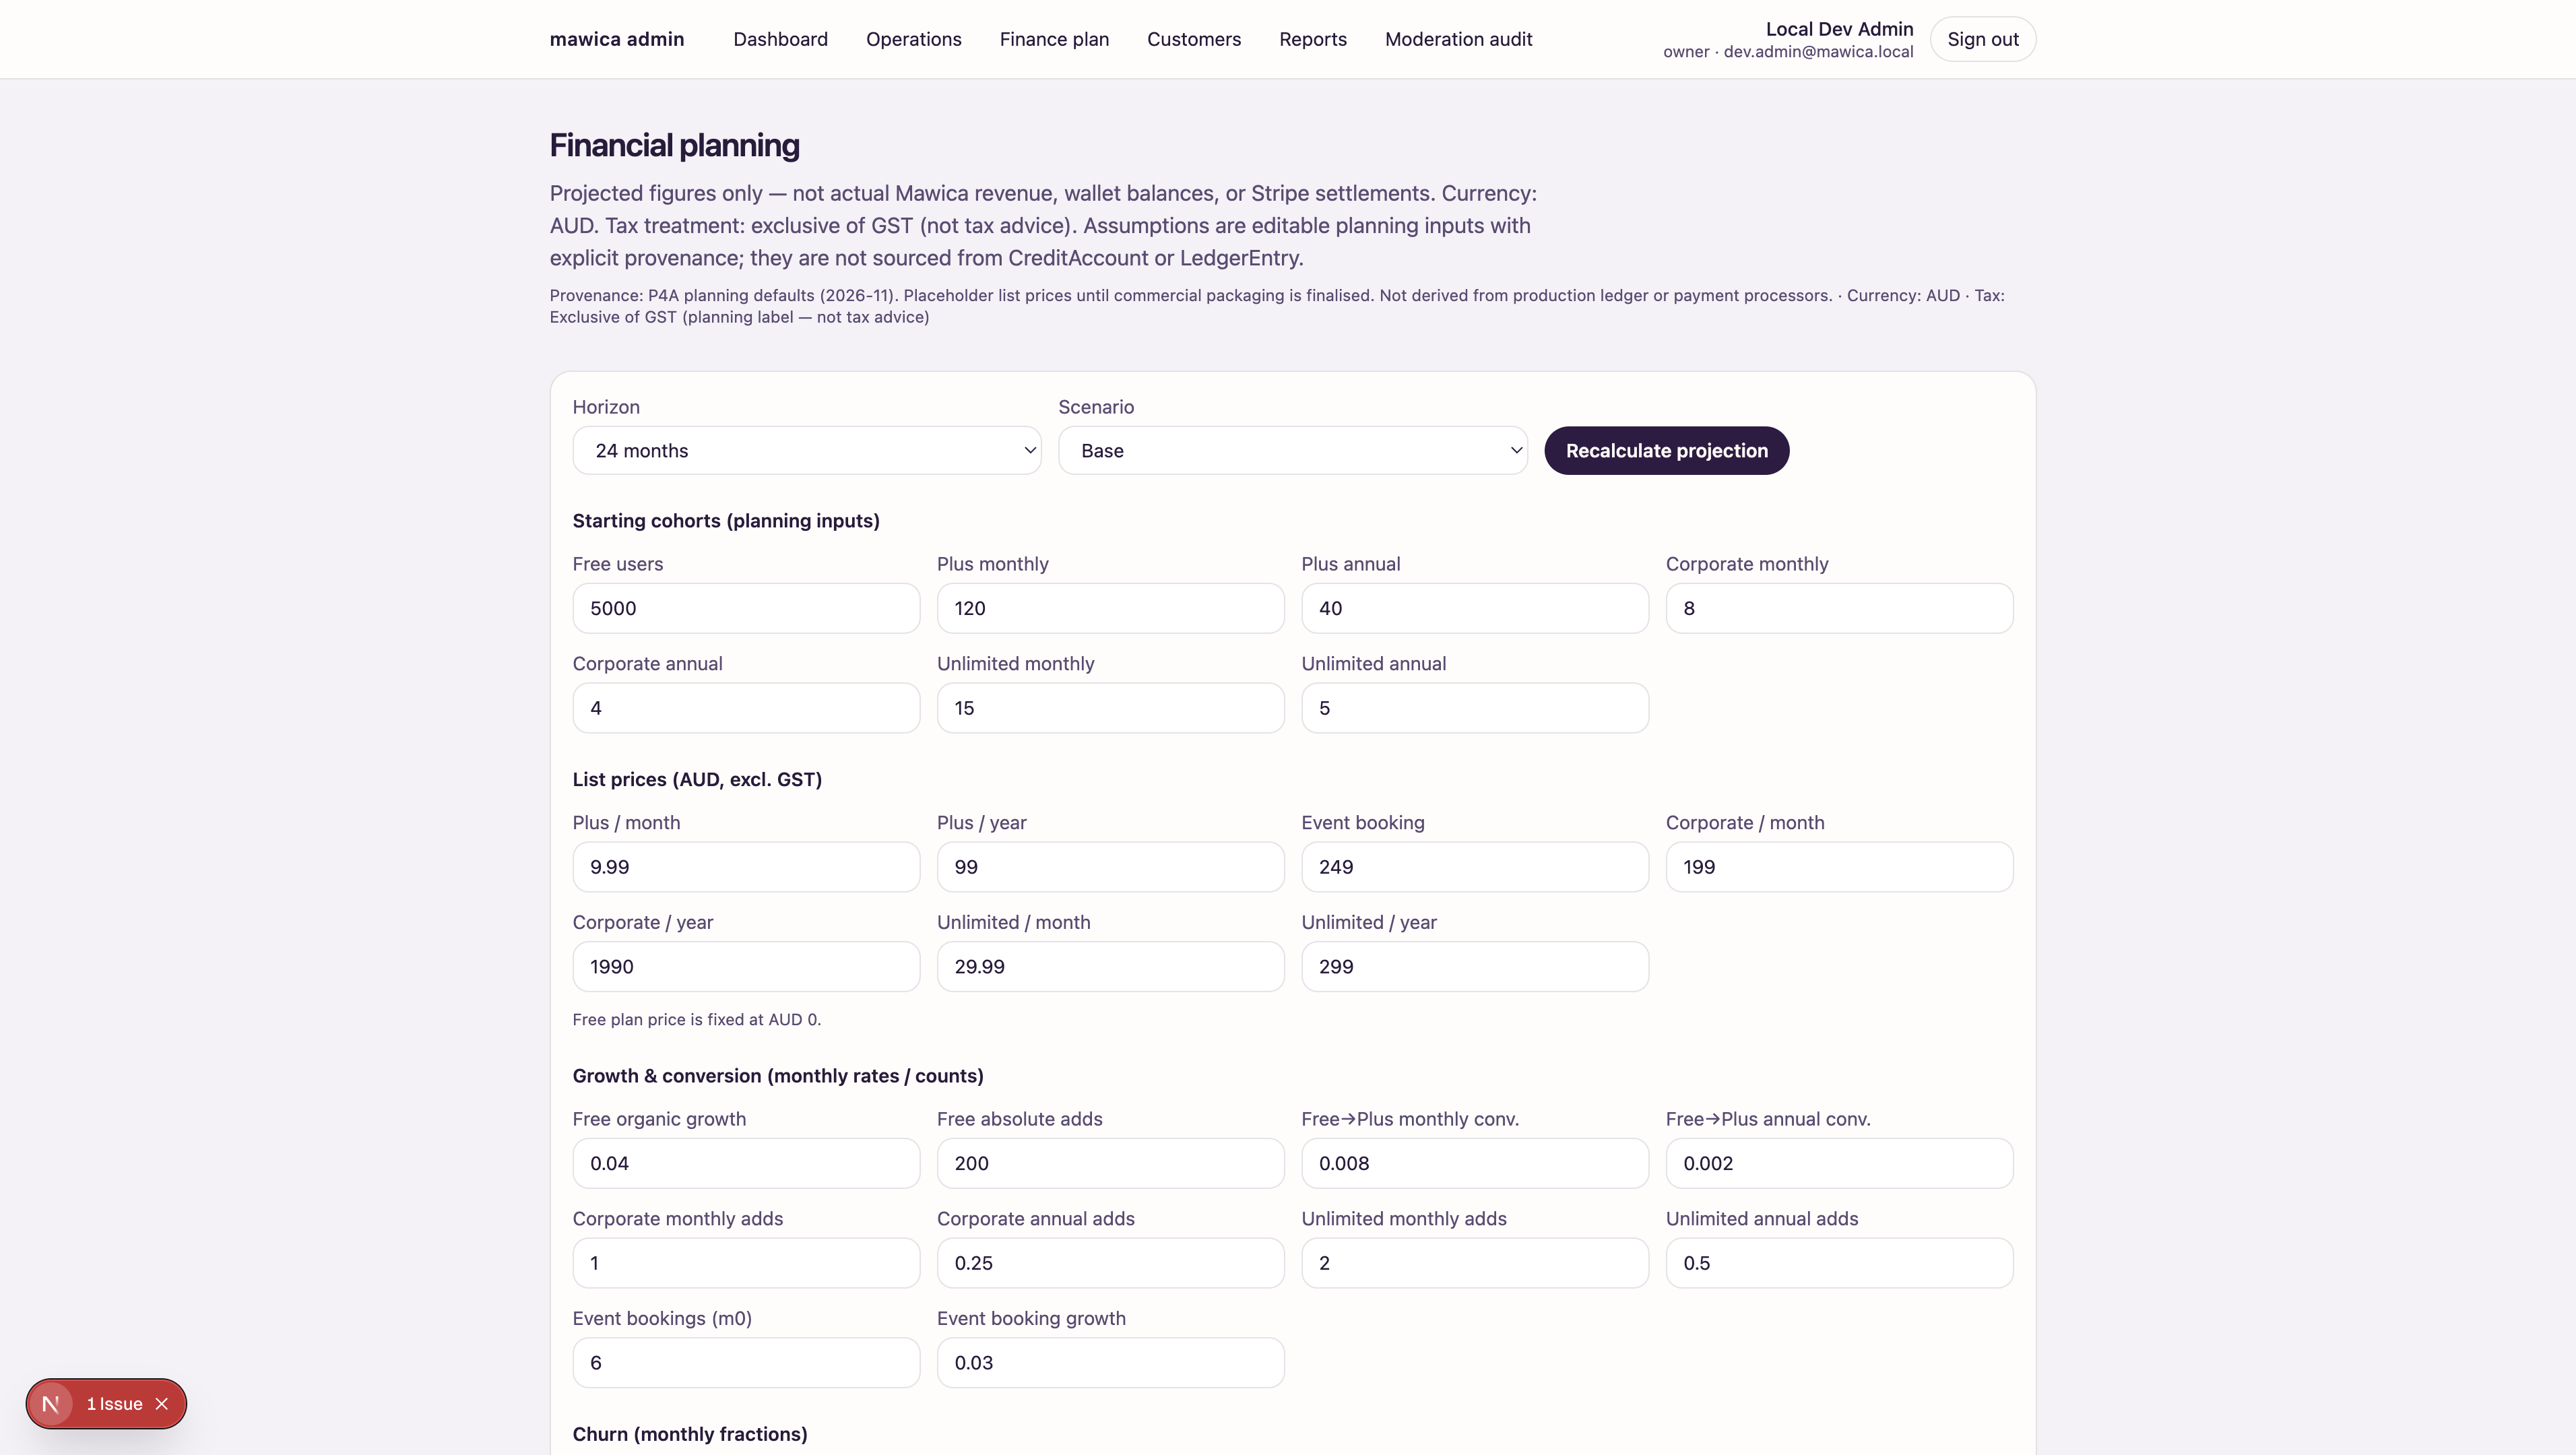 mawica admin
Dashboard
Operations
Finance plan
Customers
Reports
Moderation audit
Local Dev Admin
owner · dev.admin@mawica.local
Sign out
Financial planning
Projected figures only — not actual Mawica revenue, wallet balances, or Stripe settlements. Currency:
AUD. Tax treatment: exclusive of GST (not tax advice). Assumptions are editable planning inputs with
explicit provenance; they are not sourced from CreditAccount or LedgerEntry.
Provenance: P4A planning defaults (2026-11). Placeholder list prices until commercial packaging is finalised. Not derived from production ledger or payment processors. · Currency: AUD · Tax:
Exclusive of GST (planning label — not tax advice)
Horizon
Scenario
24 months
Base
Recalculate projection
Starting cohorts (planning inputs)
Free users
Plus monthly
Plus annual
Corporate monthly
5000
120
40
8
Corporate annual
Unlimited monthly
Unlimited annual
4
15
5
List prices (AUD, excl. GST)
Plus / month
Plus / year
Event booking
Corporate / month
9.99
99
249
199
Corporate / year
Unlimited / month
Unlimited / year
1990
29.99
299
Free plan price is fixed at AUD 0.
Growth & conversion (monthly rates / counts)
Free organic growth
Free absolute adds
Free→Plus monthly conv.
Free→Plus annual conv.
0.04
200
0.008
0.002
Corporate monthly adds
Corporate annual adds
Unlimited monthly adds
Unlimited annual adds
1
0.25
2
0.5
Event bookings (m0)
Event booking growth
6
0.03
N 1 Issue
Churn (monthly fractions)